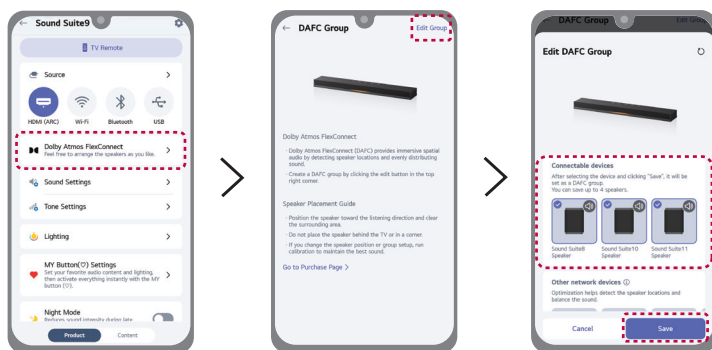 Sound Suite9
TV Remote
Source
HDMI (ARC) Wi-Fi Bluetooth USB
Dolby Atmos FlexConnect
Feel free to arrange the speakers as you like.
Sound Settings
Tone Settings
Lighting
MY Button(♡) Settings
Set your favorite audio content and lighting,
then activate everything instantly with the MY
button (♡).
Night Mode
Reduces sound intensity during late
Product Content
DAFC Group Edit Group
Dolby Atmos FlexConnect
· Dolby Atmos FlexConnect (DAFC) provides immersive spatial
audio by detecting speaker locations and evenly distributing
sound.
· Create a DAFC group by clicking the edit button in the top
right corner.
Speaker Placement Guide
· Position the speaker toward the listening direction and clear
the surrounding area.
· Do not place the speaker behind the TV or in a corner.
· If you change the speaker position or group setup, run
calibration to maintain the best sound.
Go to Purchase Page >
DAFC Group Edit Group
Edit DAFC Group
Connectable devices
After selecting the device and clicking "Save", it will be
set as a DAFC group.
You can save up to 4 speakers.
Sound Suite8 Sound Suite10 Sound Suite11
Speaker Speaker Speaker
Other network devices ⓘ
Optimization helps detect the speaker locations and
balance the sound.
Cancel Save